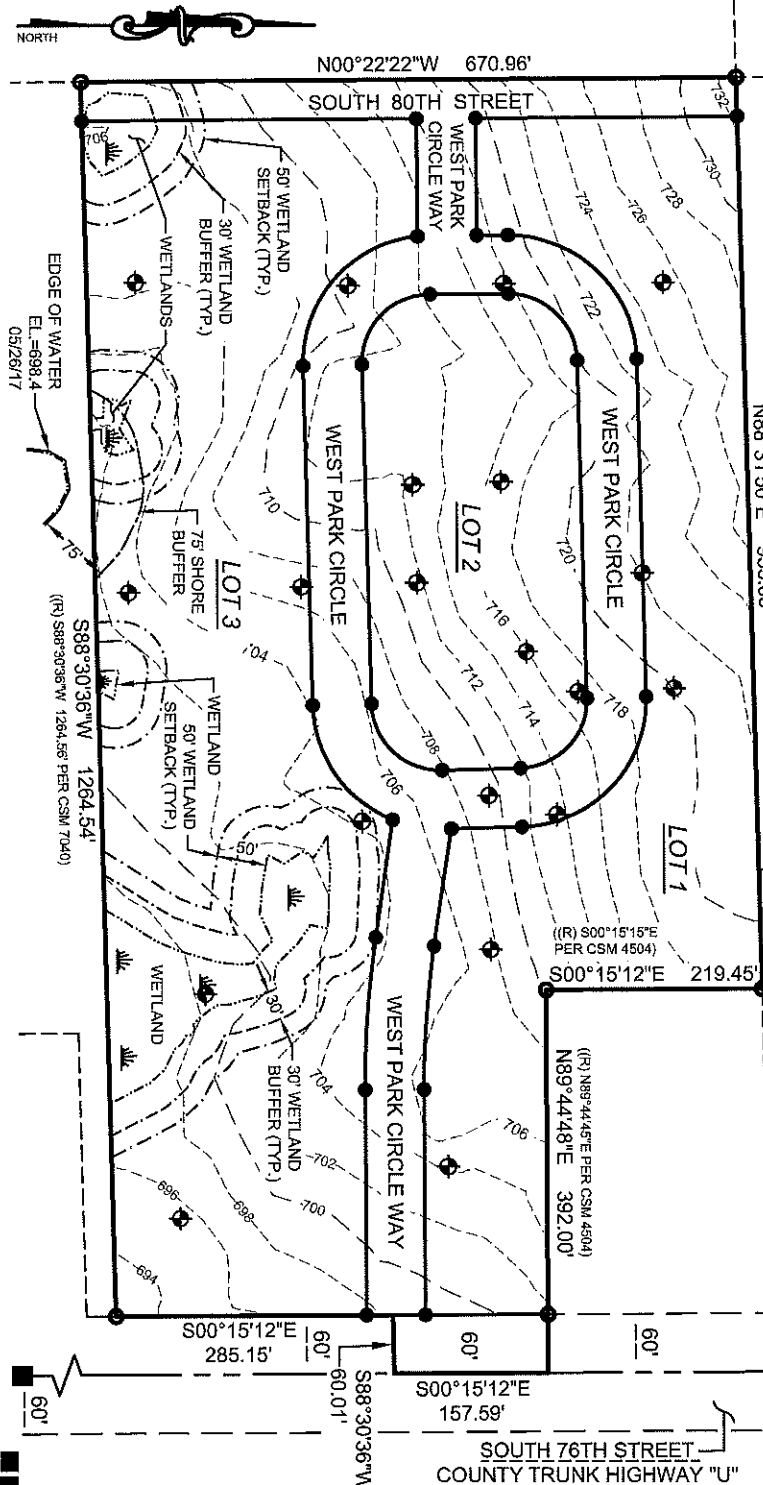 NORTH
N00°22'22"W 670.96'
SOUTH 80TH STREET
WEST PARK
CIRCLE WAY
50' WETLAND
SETBACK (TYP.)
30' WETLAND
BUFFER (TYP.)
WETLANDS
EDGE OF WATER
EL.=698.4
05/26/17
75'
75' SHORE
BUFFER
706
732
730
728
726
724
722
720
718
716
714
712
710
708
706
704
WEST PARK CIRCLE
WEST PARK CIRCLE
LOT 2
LOT 3
LOT 1
S88°30'36"W 1264.54'
((R) S88°30'36"W 1264.56' PER CSM 7040)
WETLAND
50' WETLAND
SETBACK (TYP.)
50'
((R) S00°15'15"E
PER CSM 4504)
S00°15'12"E 219.45'
((R) N89°44'45"E PER CSM 4504)
N89°44'48"E 392.00'
WETLAND
30'
30' WETLAND
BUFFER (TYP.)
WEST PARK CIRCLE WAY
704
706
702
700
698
696
694
S00°15'12"E
285.15'
60'
60'
60'
S88°30'36"W
60.01'
S00°15'12"E
157.59'
60'
SOUTH 76TH STREET
COUNTY TRUNK HIGHWAY "U"